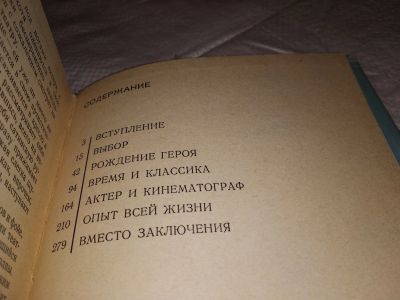 СОДЕРЖАНИЕ
3 ВСТУПЛЕНИЕ
15 ВЫБОР
42 РОЖДЕНИЕ ГЕРОЯ
94 ВРЕМЯ И КЛАССИКА
164 АКТЕР И КИНЕМАТОГРАФ
210 ОПЫТ ВСЕЙ ЖИЗНИ
279 ВМЕСТО ЗАКЛЮЧЕНИЯ